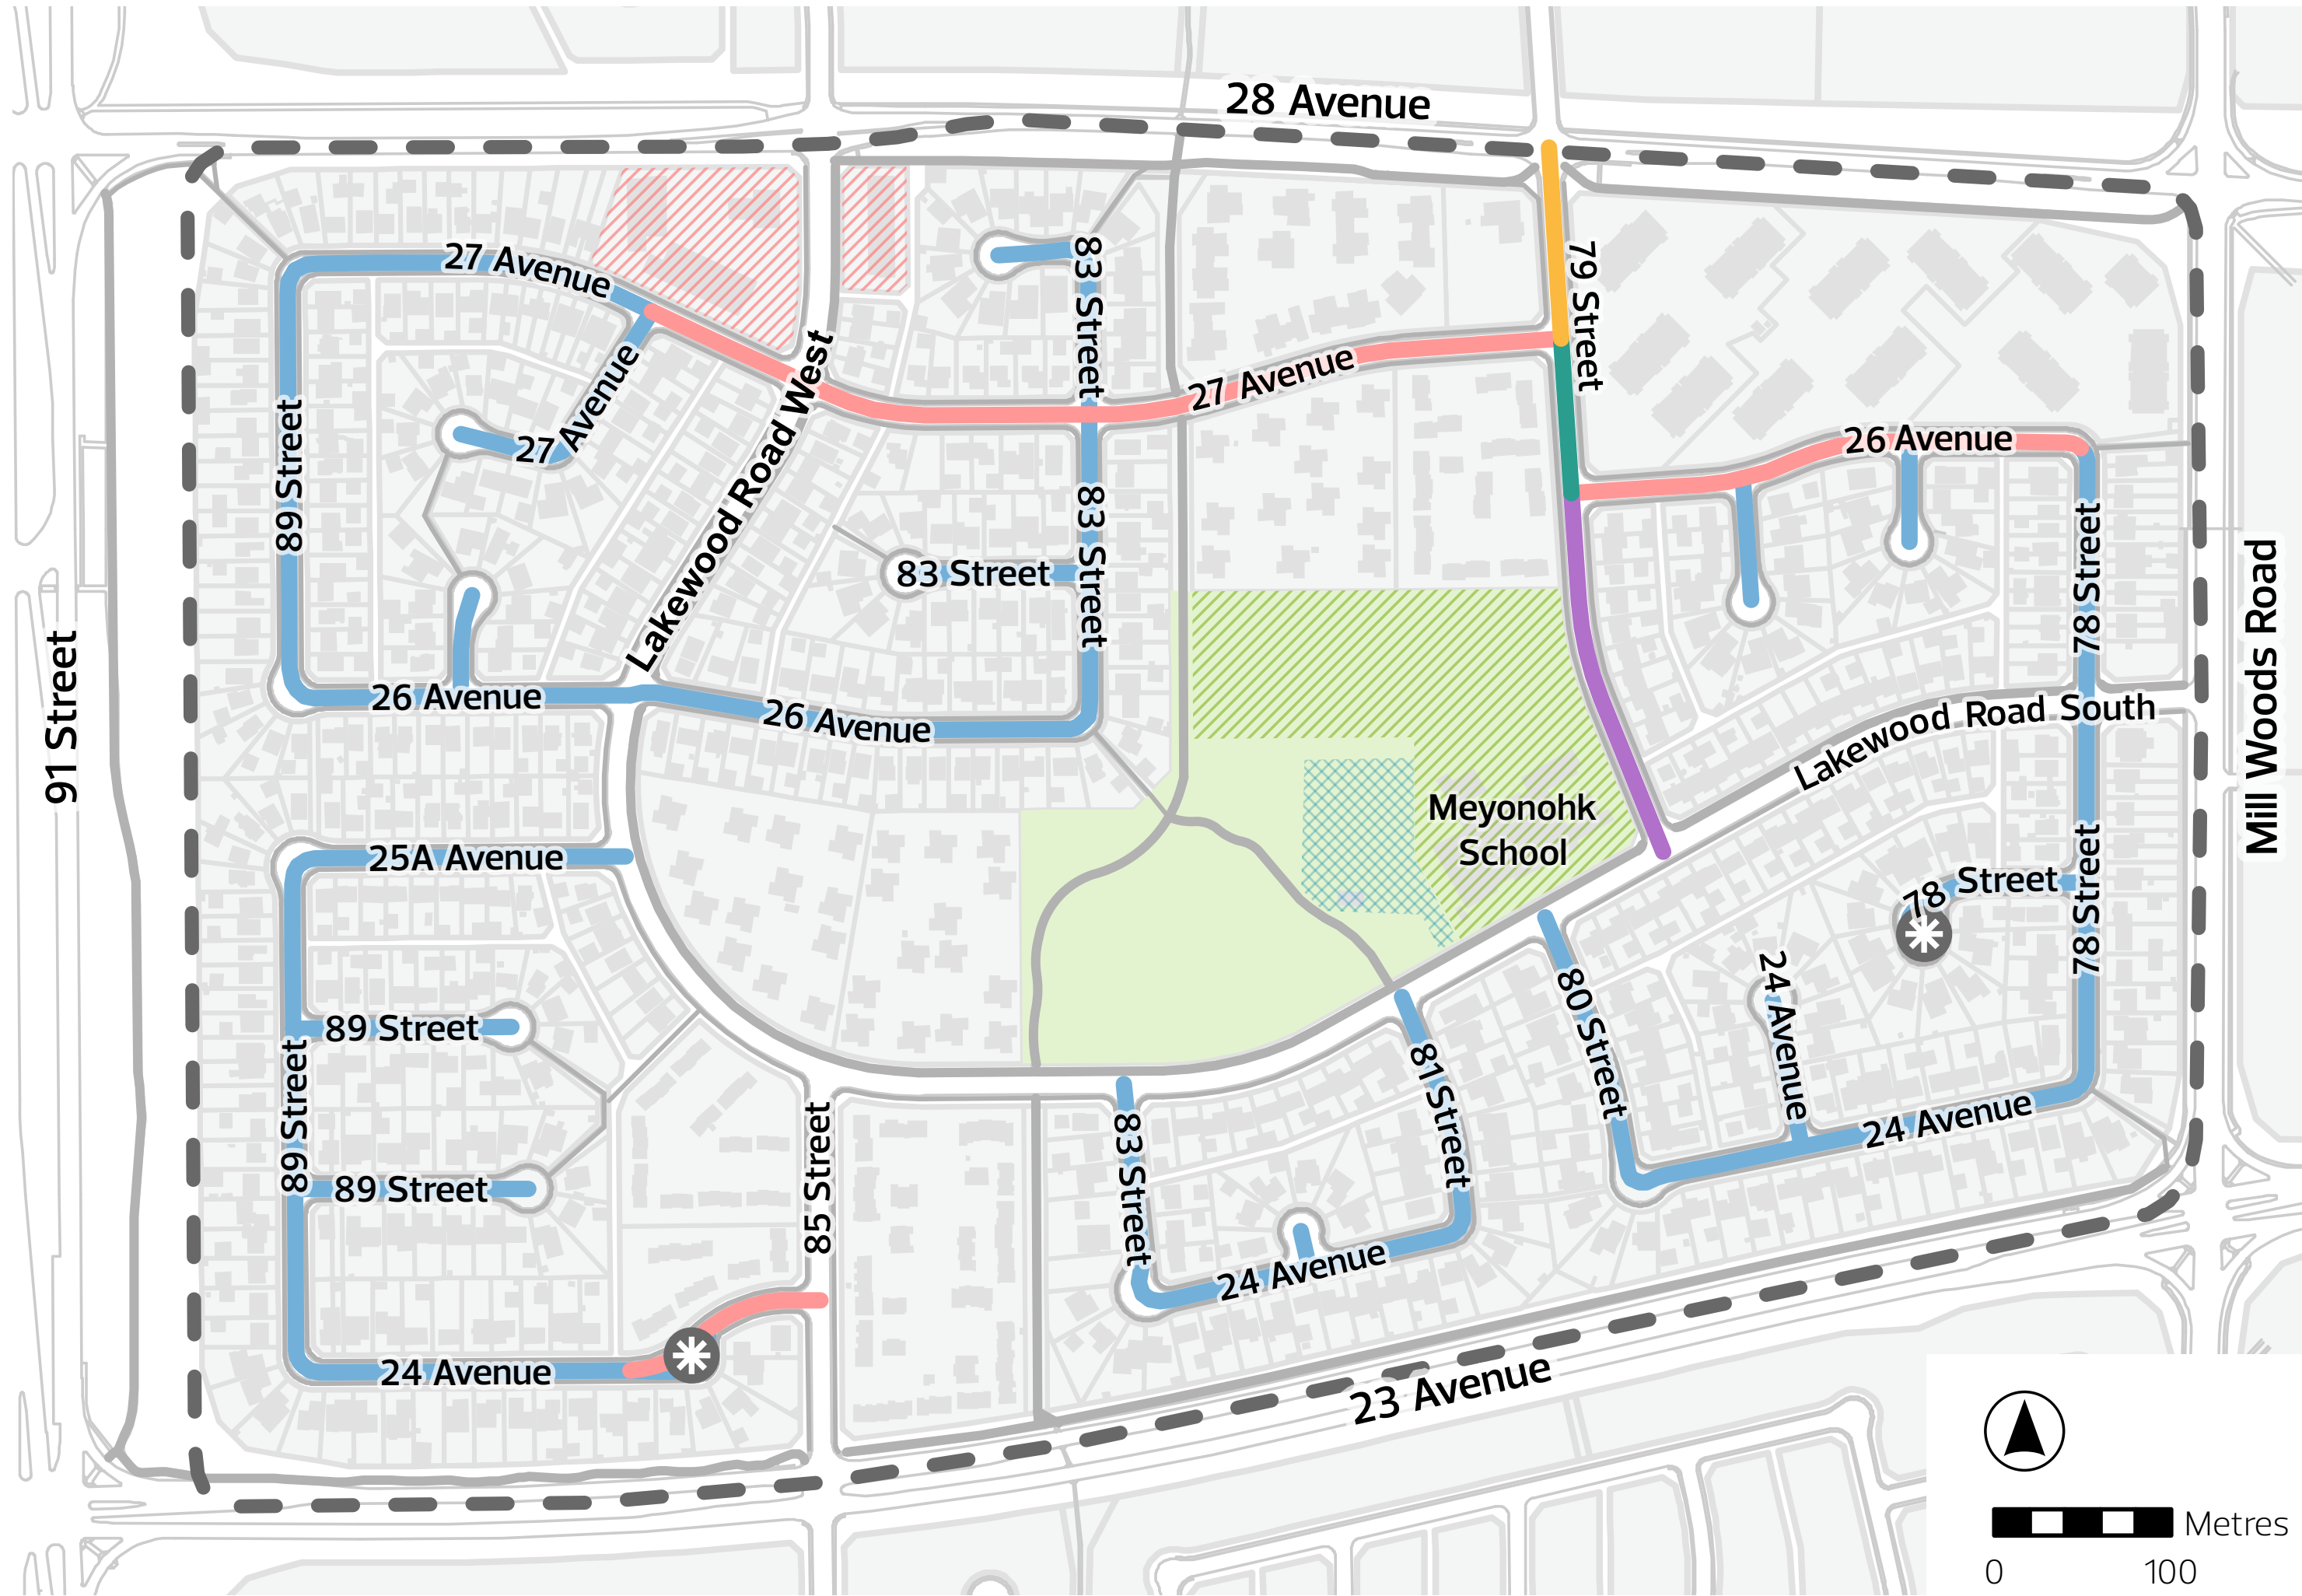 28 Avenue
27 Avenue
83 Street
79 Street
27 Avenue
27 Avenue
Lakewood Road West
89 Street
26 Avenue
83 Street
83 Street
78 Street
91 Street
Mill Woods Road
26 Avenue
26 Avenue
Lakewood Road South
Meyonohk
School
25A Avenue
78 Street
78 Street
24 Avenue
80 Street
89 Street
81 Street
89 Street
24 Avenue
83 Street
85 Street
89 Street
24 Avenue
24 Avenue
23 Avenue
Metres
0 100